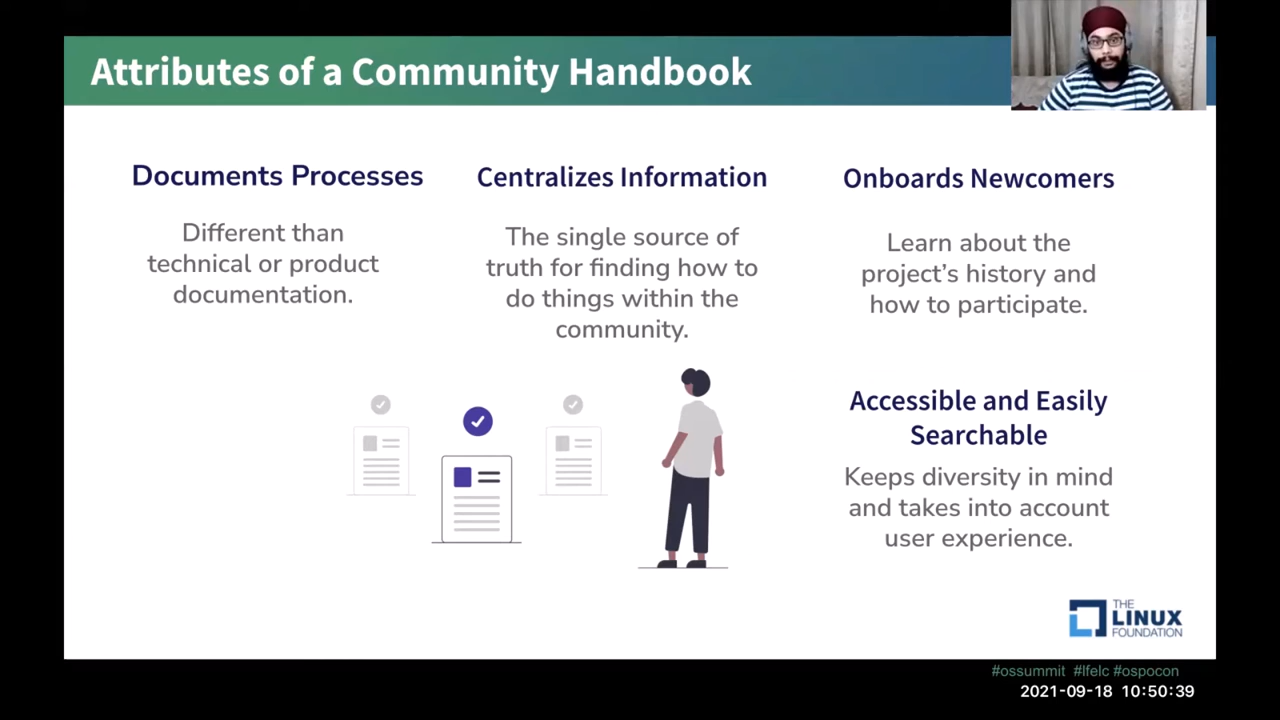 Attributes of a Community Handbook
Documents Processes
Different than
technical or product
documentation.
Centralizes Information
The single source of
truth for finding how to
do things within the
community.
Onboards Newcomers
Learn about the
project's history and
how to participate.
Accessible and Easily
Searchable
Keeps diversity in mind
and takes into account
user experience.
THE
LINUX
FOUNDATION
#ossummit #lfelc #ospocon
2021-09-18 10:50:39